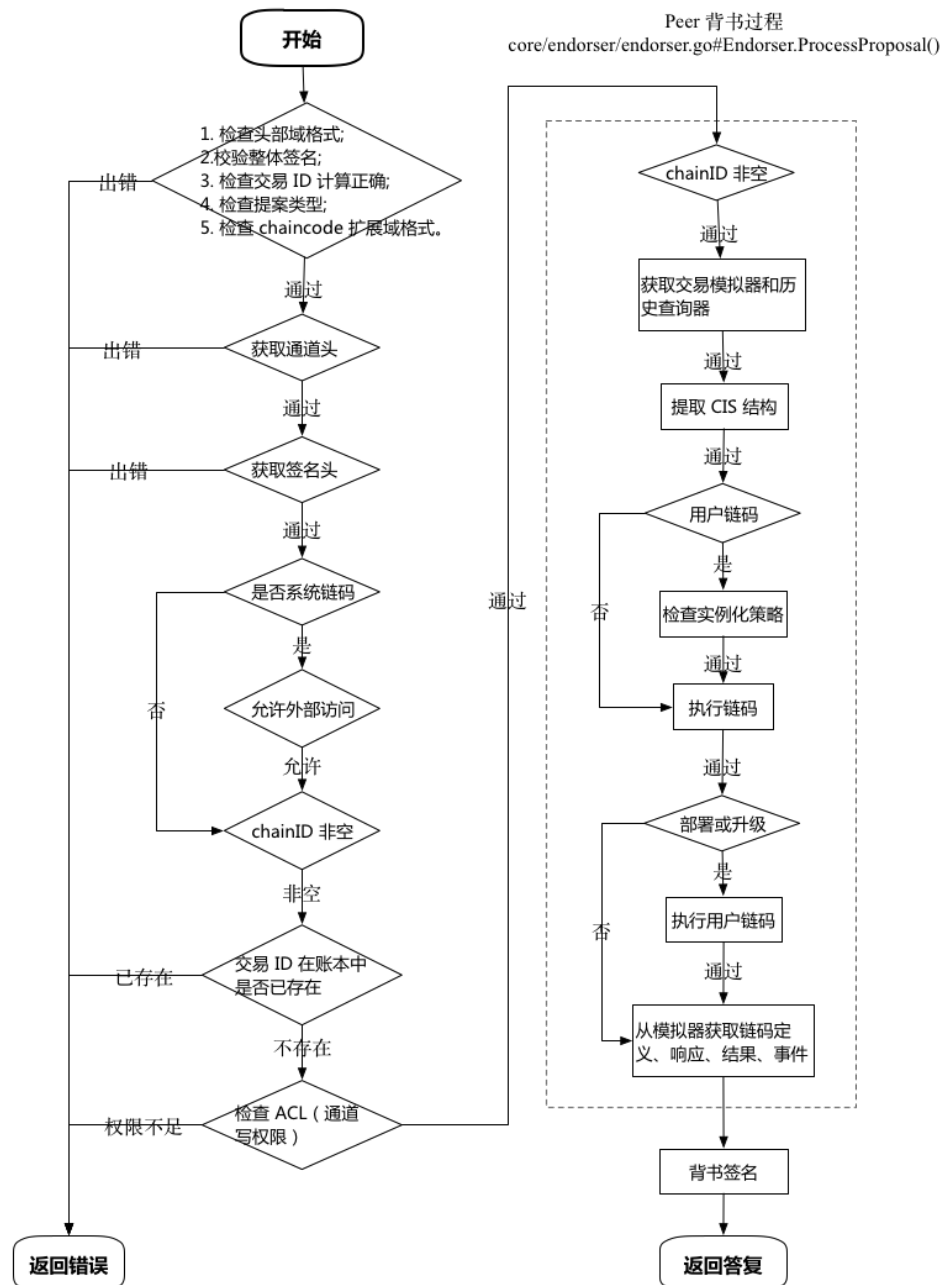 Peer 背书过程
core/endorser/endorser.go#Endorser.ProcessProposal()
开始
1. 检查头部域格式;
2.校验整体签名;
3. 检查交易 ID 计算正确;
4. 检查提案类型;
5. 检查 chaincode 扩展域格式。
出错
通过
获取通道头
出错
通过
获取签名头
出错
通过
是否系统链码
是
否
允许外部访问
允许
chainID 非空
非空
交易 ID 在账本中
是否已存在
已存在
不存在
检查 ACL（通道
写权限）
权限不足
返回错误
通过
chainID 非空
通过
获取交易模拟器和历
史查询器
通过
提取 CIS 结构
通过
用户链码
是
否
检查实例化策略
通过
执行链码
通过
部署或升级
是
否
执行用户链码
通过
从模拟器获取链码定
义、响应、结果、事件
背书签名
返回答复